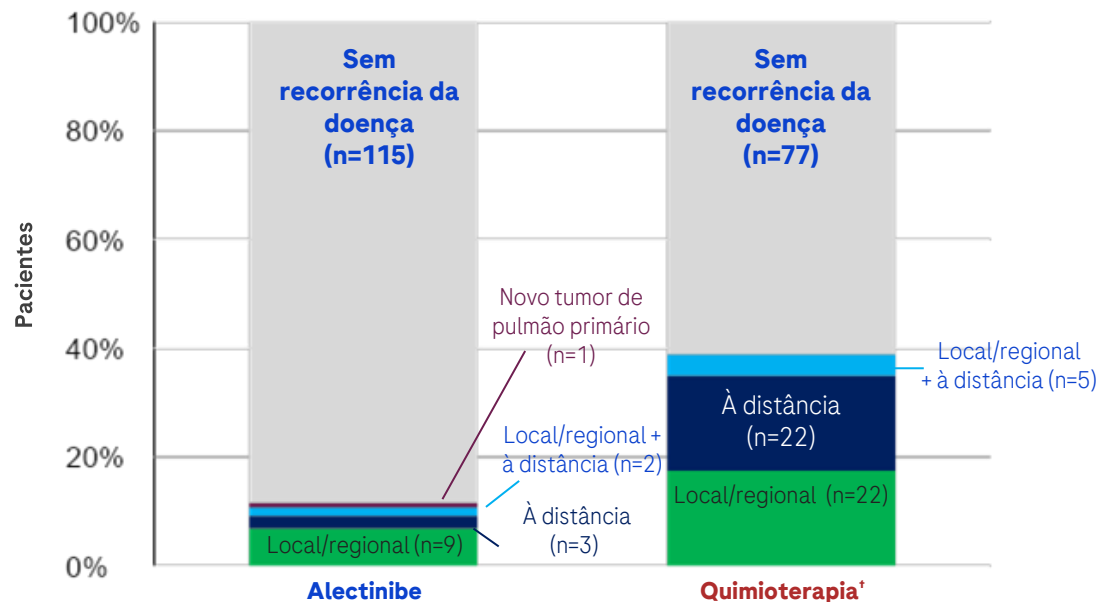 100%
80%
60%
40%
20%
0%
Pacientes
Sem
recorrência da
doença
(n=115)
Novo tumor de
pulmão primário
(n=1)
Local/regional +
à distância (n=2)
À distância
(n=3)
Local/regional (n=9)
Alectinibe
Sem
recorrência da
doença
(n=77)
Local/regional
+ à distância (n=5)
À distância
(n=22)
Local/regional (n=22)
Quimioterapia†